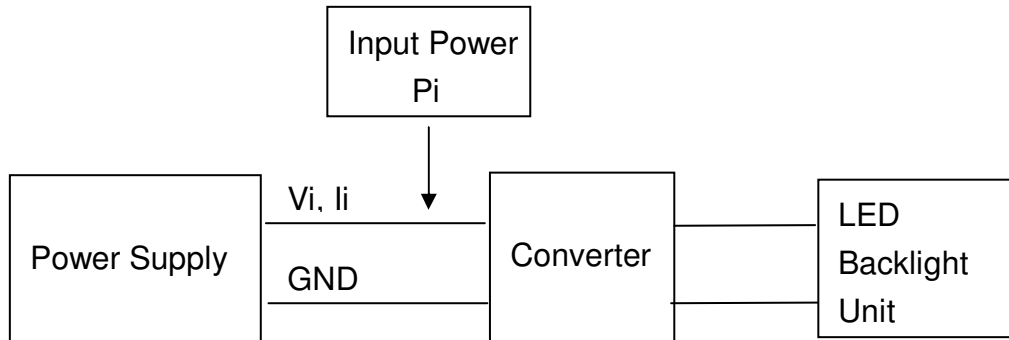 Input Power
Pi
Vi, Ii
Power Supply
GND
Converter
LED
Backlight
Unit